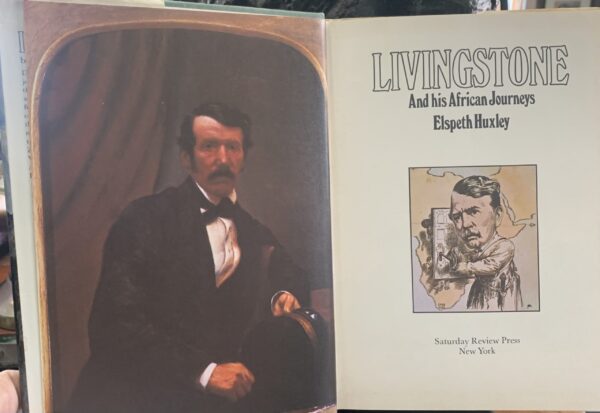 LIVINGSTONE
And his African Journeys
Elspeth Huxley
Saturday Review Press
New York